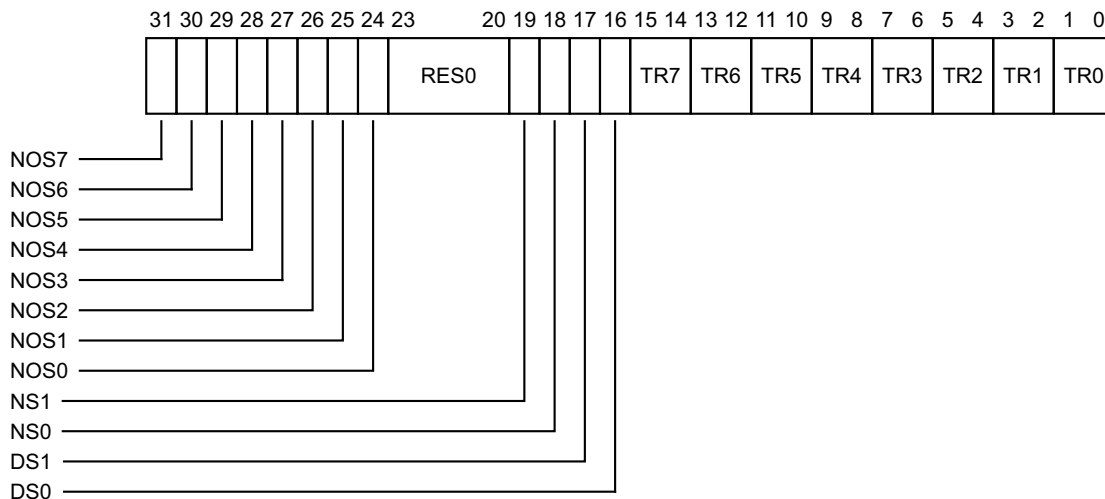 31 30 29 28 27 26 25 24 23 20 19 18 17 16 15 14 13 12 11 10 9 8 7 6 5 4 3 2 1 0
RES0 TR7 TR6 TR5 TR4 TR3 TR2 TR1 TR0
NOS7
NOS6
NOS5
NOS4
NOS3
NOS2
NOS1
NOS0
NS1
NS0
DS1
DS0